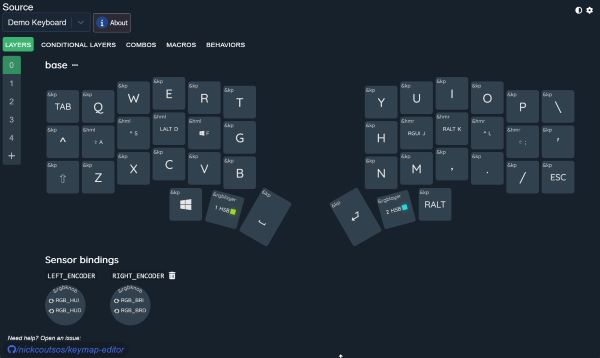 Source
Demo Keyboard i About
LAYERS CONDITIONAL LAYERS COMBOS MACROS BEHAVIORS
0 base −
1
2
3
4
+
&kp &kp &kp &kp &kp &kp &kp &kp &kp &kp &kp &kp
TAB Q W E R T Y U I O P \
&kp &hml &hml &hml &hml &kp &kp &hmr &hmr &hmr &hmr &kp
^ ⇧ A ⌃ S LALT D F G H RGUI J RALT K ⌃ L ⇧ ; '
&kp &kp &kp &kp &kp &kp &kp &kp &kp &kp &kp &kp
⇧ Z X C V B N M , . / ESC
&kp &rgblayer &kp &kp &rgblayer &kp
1 HSB ⎵ ⏎ 2 HSB RALT
Sensor bindings
LEFT_ENCODER RIGHT_ENCODER
&rgbknob &rgbknob
RGB_HUI RGB_BRI
RGB_HUD RGB_BRD
Need help? Open an issue:
/nickcoutsos/keymap-editor